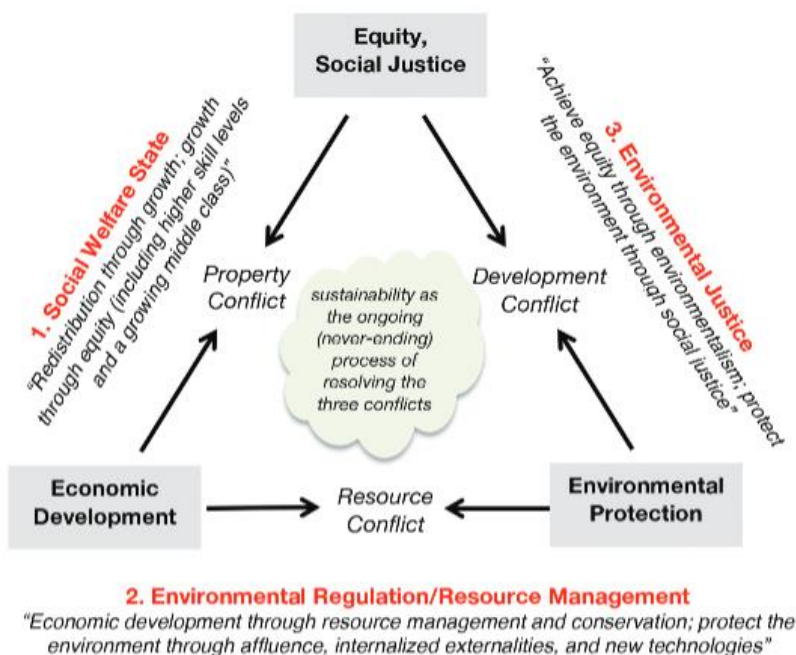 Equity,
Social Justice
1. Social Welfare State
"Redistribution through growth; growth
through equity (including higher skill levels
and a growing middle class)"
3. Environmental Justice
"Achieve equity through environmentalism; protect
the environment through social justice"
Property
Conflict
sustainability as
the ongoing
(never-ending)
process of
resolving the
three conflicts
Development
Conflict
Economic
Development
Resource
Conflict
Environmental
Protection
2. Environmental Regulation/Resource Management
"Economic development through resource management and conservation; protect the
environment through affluence, internalized externalities, and new technologies"